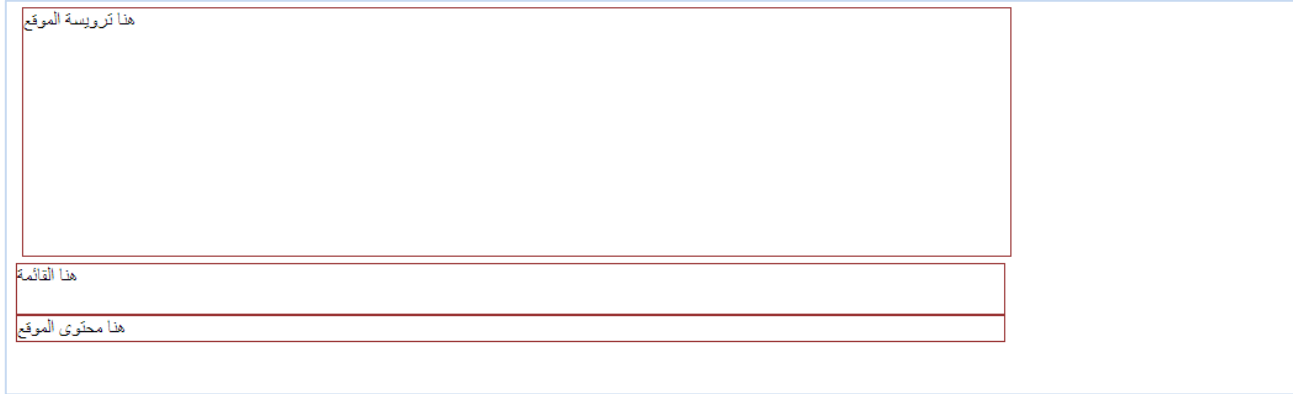 هنا ترويسة الموقع
هنا القائمة
هنا محتوى الموقع